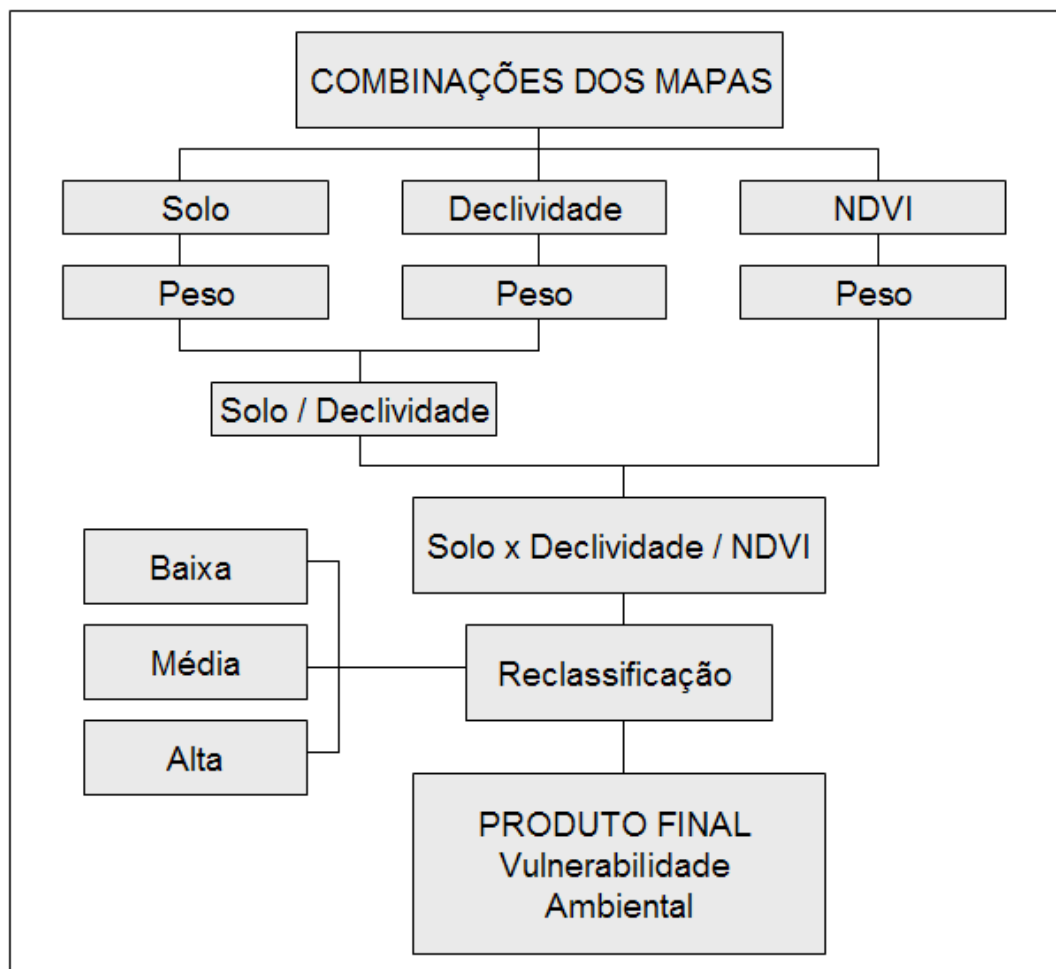 COMBINAÇÕES DOS MAPAS
Solo
Declividade
NDVI
Peso
Peso
Peso
Solo / Declividade
Solo x Declividade / NDVI
Baixa
Média
Alta
Reclassificação
PRODUTO FINAL
Vulnerabilidade
Ambiental